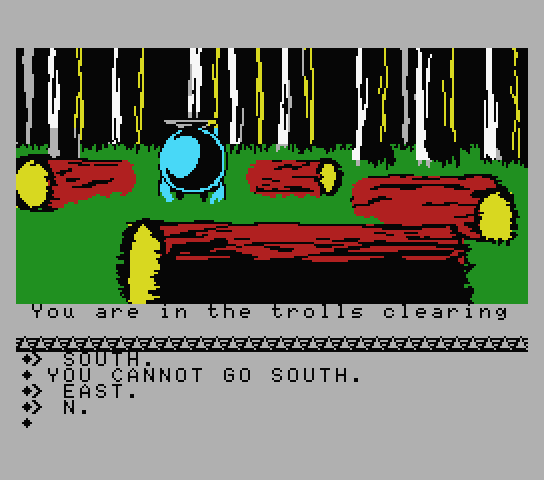 You are in the trolls clearing
> SOUTH.
YOU CANNOT GO SOUTH.
> EAST.
> N.